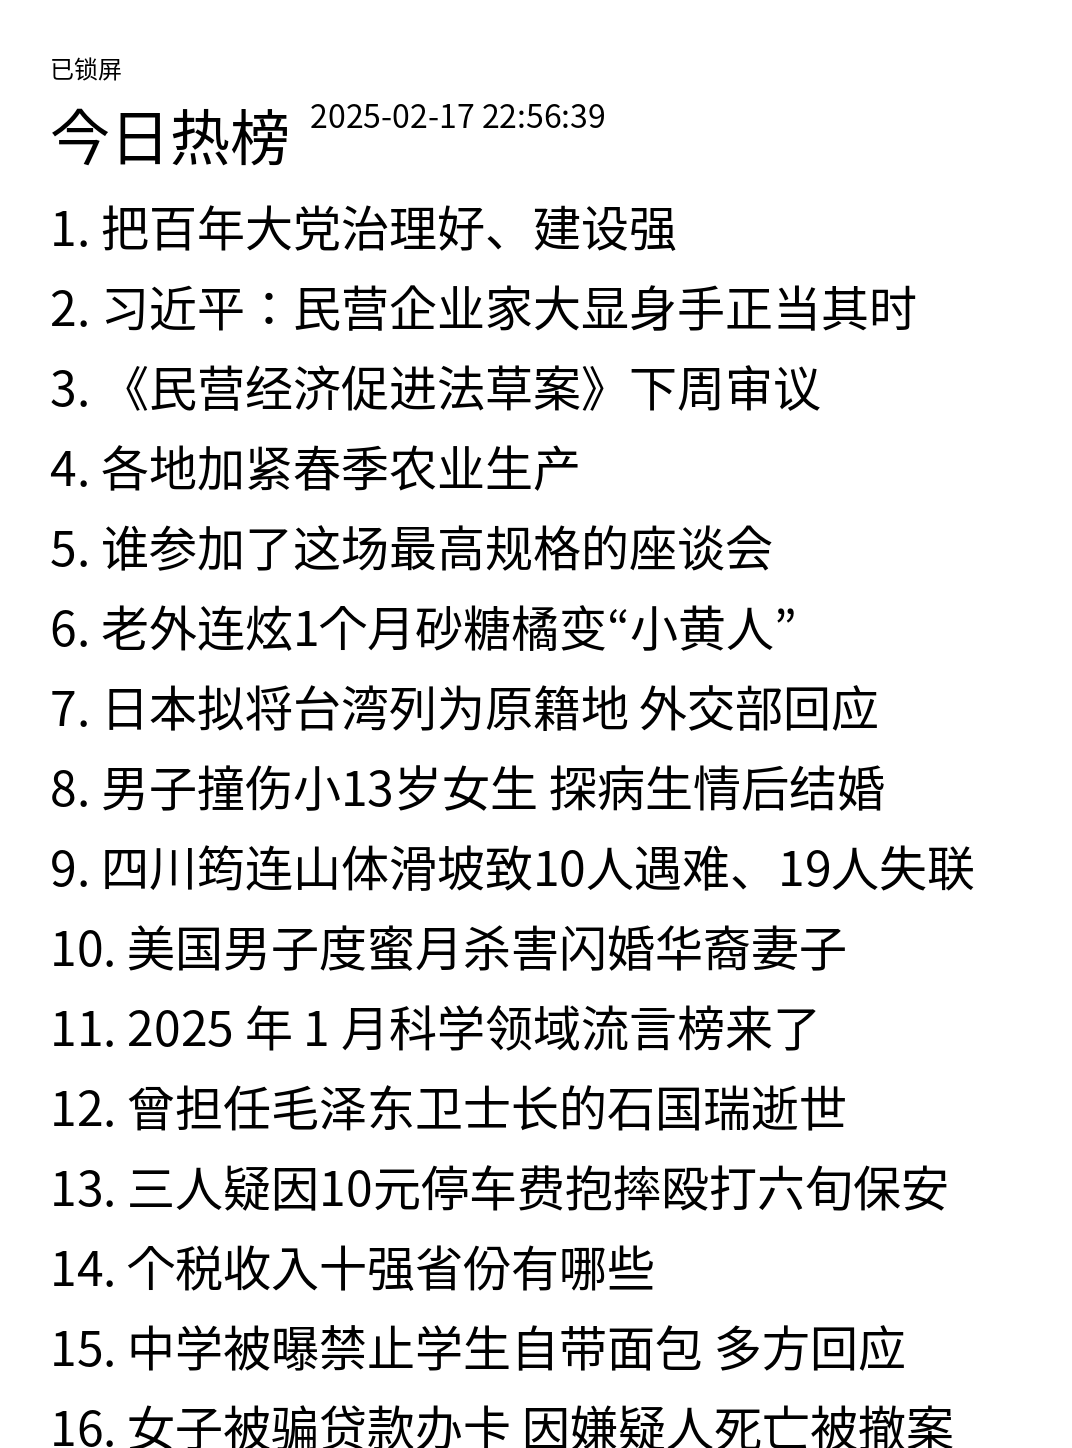 已锁屏
今日热榜 2025-02-17 22:56:39
1. 把百年大党治理好、建设强
2. 习近平：民营企业家大显身手正当其时
3. 《民营经济促进法草案》下周审议
4. 各地加紧春季农业生产
5. 谁参加了这场最高规格的座谈会
6. 老外连炫1个月砂糖橘变“小黄人”
7. 日本拟将台湾列为原籍地 外交部回应
8. 男子撞伤小13岁女生 探病生情后结婚
9. 四川筠连山体滑坡致10人遇难、19人失联
10. 美国男子度蜜月杀害闪婚华裔妻子
11. 2025 年 1 月科学领域流言榜来了
12. 曾担任毛泽东卫士长的石国瑞逝世
13. 三人疑因10元停车费抱摔殴打六旬保安
14. 个税收入十强省份有哪些
15. 中学被曝禁止学生自带面包 多方回应
16. 女子被骗贷款办卡 因嫌疑人死亡被撤案